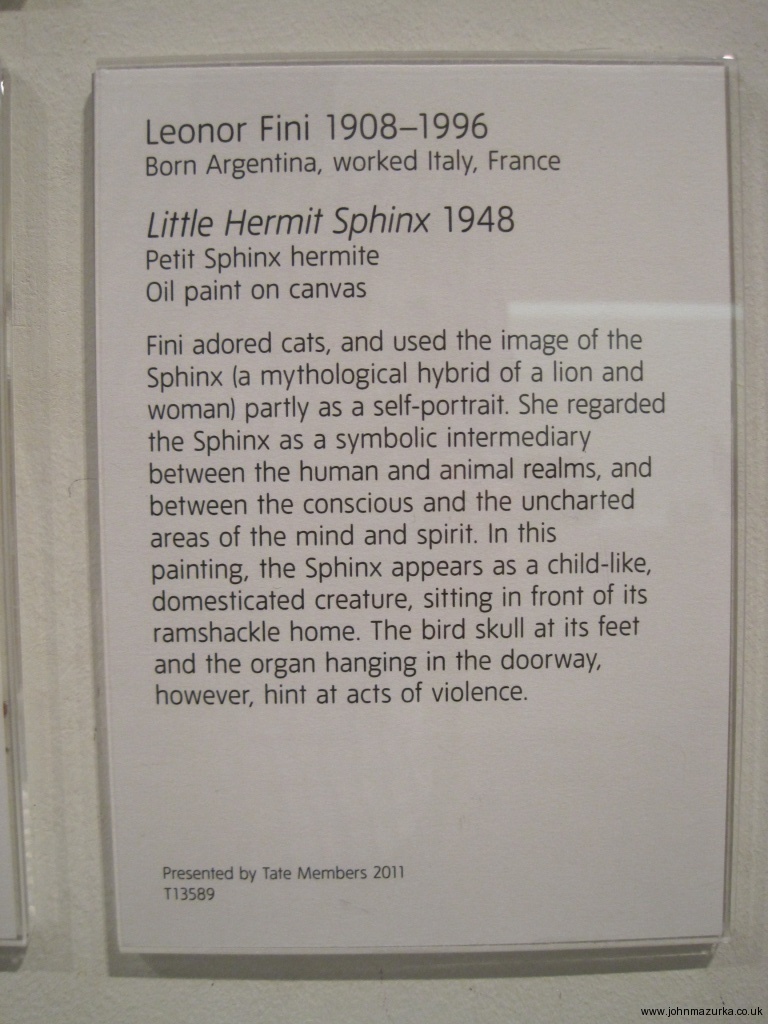 Leonor Fini 1908–1996
Born Argentina, worked Italy, France
Little Hermit Sphinx 1948
Petit Sphinx hermite
Oil paint on canvas
Fini adored cats, and used the image of the
Sphinx (a mythological hybrid of a lion and
woman) partly as a self-portrait. She regarded
the Sphinx as a symbolic intermediary
between the human and animal realms, and
between the conscious and the uncharted
areas of the mind and spirit. In this
painting, the Sphinx appears as a child-like,
domesticated creature, sitting in front of its
ramshackle home. The bird skull at its feet
and the organ hanging in the doorway,
however, hint at acts of violence.
Presented by Tate Members 2011
T13589
www.johnmazurka.co.uk